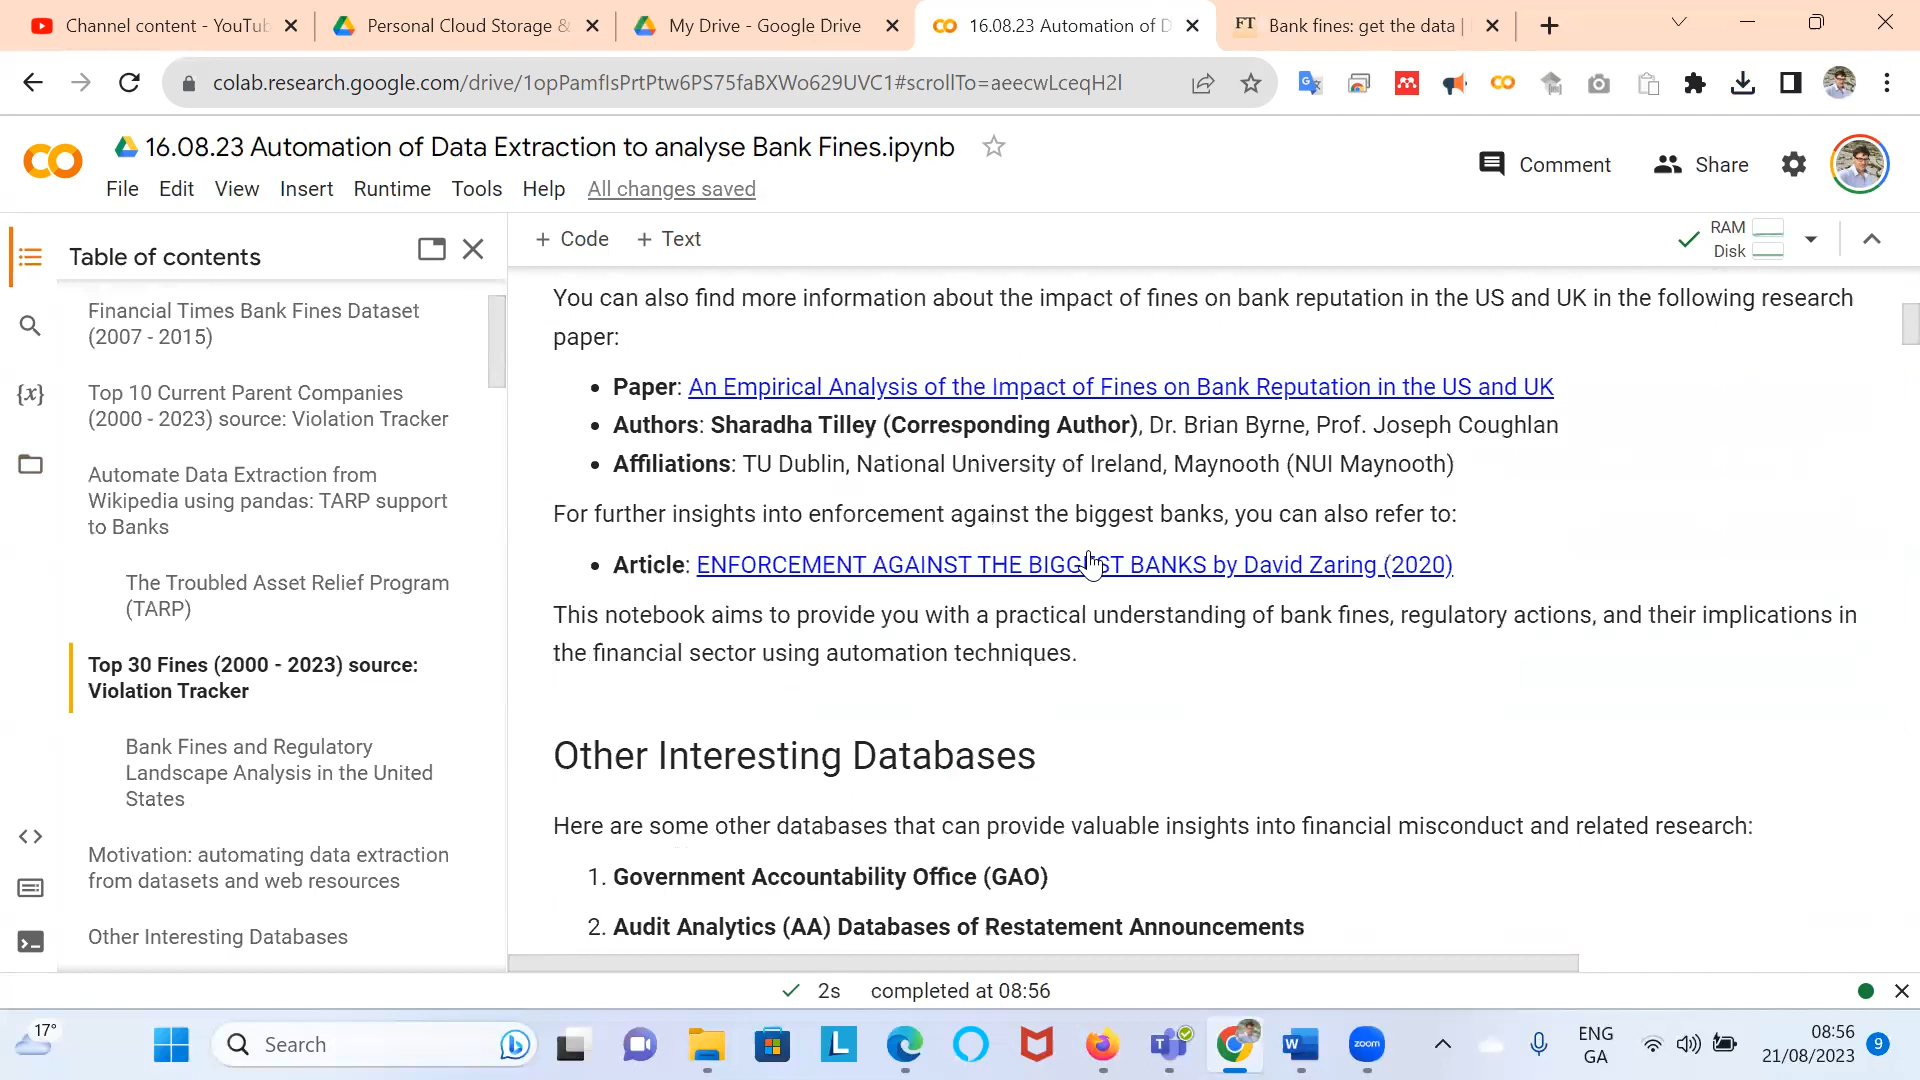 Channel content - YouTub
Personal Cloud Storage &
My Drive - Google Drive
16.08.23 Automation of D
FT Bank fines: get the data |
colab.research.google.com/drive/1opPamfIsPrtPtw6PS75faBXWo629UVC1#scrollTo=aeecwLceqH2l
CO 16.08.23 Automation of Data Extraction to analyse Bank Fines.ipynb
Comment Share
File Edit View Insert Runtime Tools Help All changes saved
Table of contents
+ Code + Text
RAM
Disk
Financial Times Bank Fines Dataset
(2007 - 2015)
Top 10 Current Parent Companies
(2000 - 2023) source: Violation Tracker
Automate Data Extraction from
Wikipedia using pandas: TARP support
to Banks
The Troubled Asset Relief Program
(TARP)
Top 30 Fines (2000 - 2023) source:
Violation Tracker
Bank Fines and Regulatory
Landscape Analysis in the United
States
Motivation: automating data extraction
from datasets and web resources
Other Interesting Databases
You can also find more information about the impact of fines on bank reputation in the US and UK in the following research
paper:
• Paper: An Empirical Analysis of the Impact of Fines on Bank Reputation in the US and UK
• Authors: Sharadha Tilley (Corresponding Author), Dr. Brian Byrne, Prof. Joseph Coughlan
• Affiliations: TU Dublin, National University of Ireland, Maynooth (NUI Maynooth)
For further insights into enforcement against the biggest banks, you can also refer to:
• Article: ENFORCEMENT AGAINST THE BIGGEST BANKS by David Zaring (2020)
This notebook aims to provide you with a practical understanding of bank fines, regulatory actions, and their implications in
the financial sector using automation techniques.
Other Interesting Databases
Here are some other databases that can provide valuable insights into financial misconduct and related research:
1. Government Accountability Office (GAO)
2. Audit Analytics (AA) Databases of Restatement Announcements
2s completed at 08:56
17°
Search
L
T
W
zoom
ENG
GA
08:56
21/08/2023
9